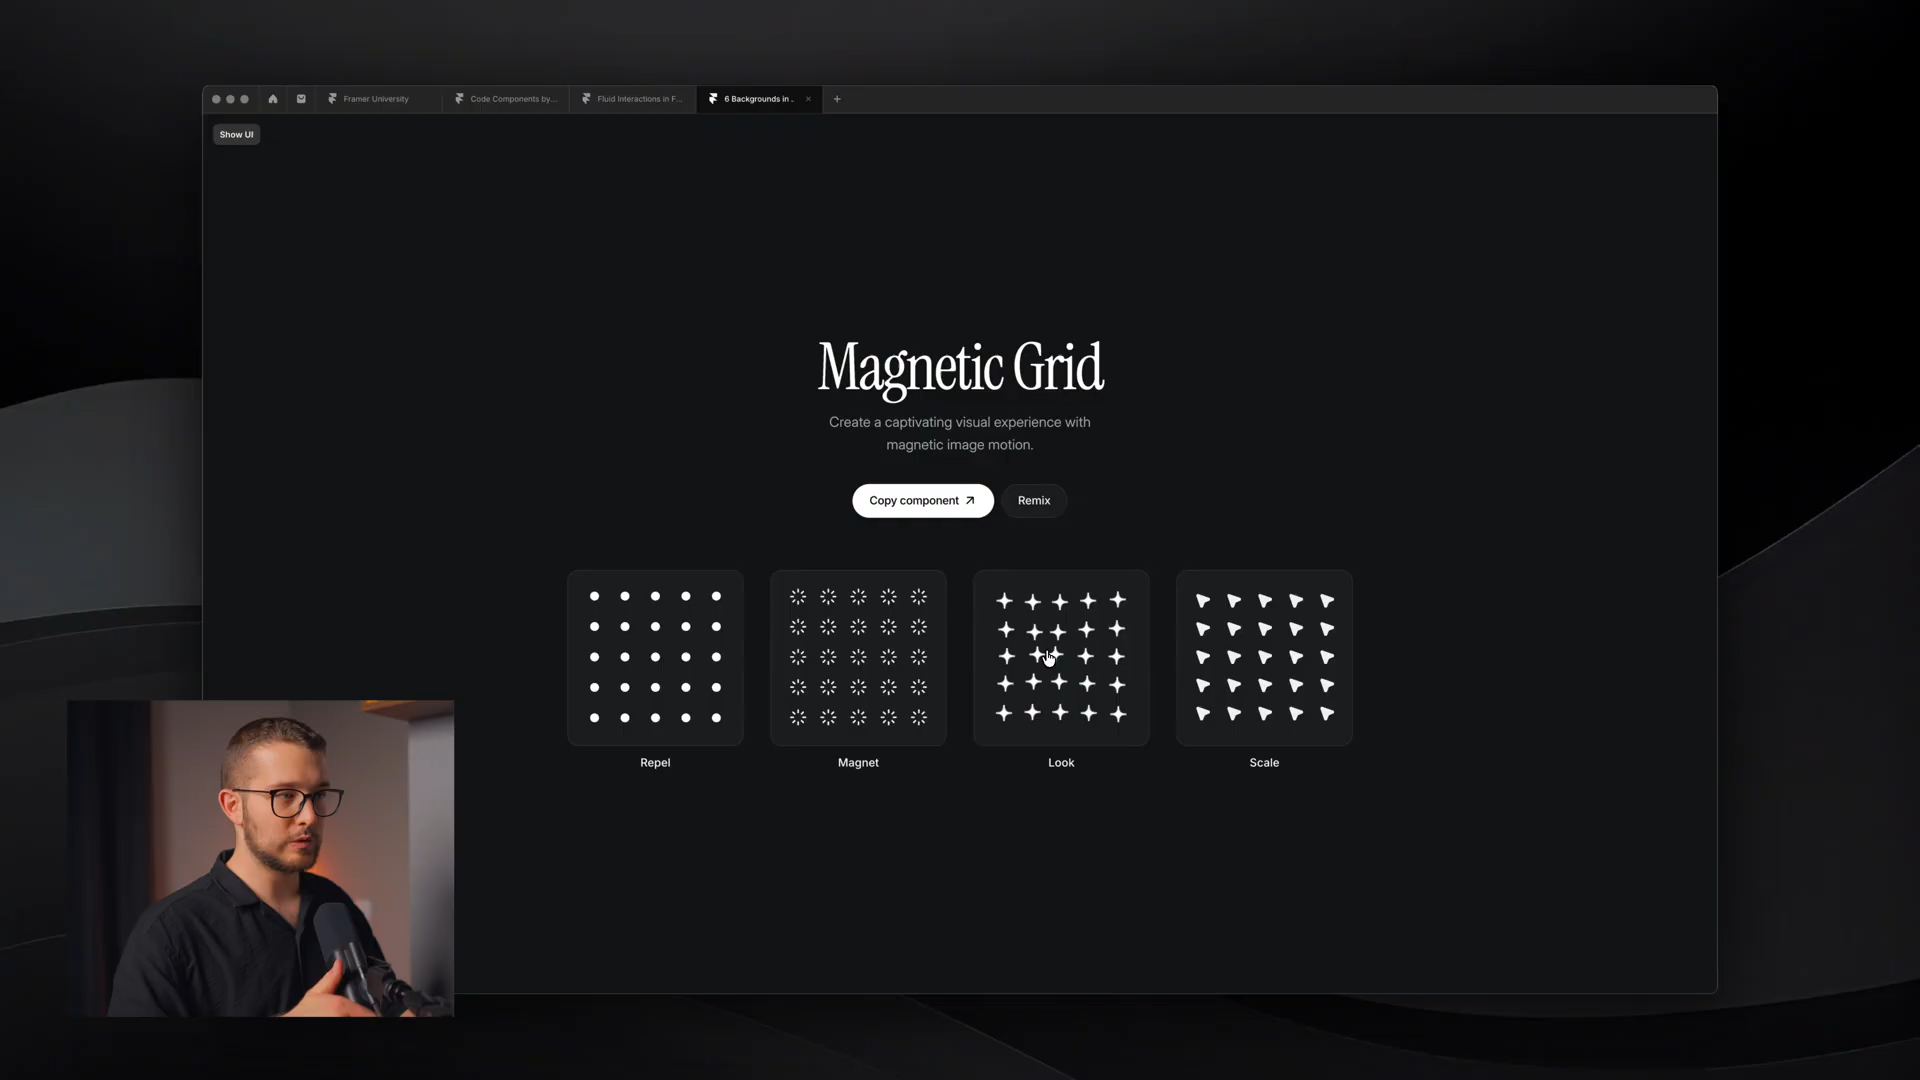 Framer University
Code Components by...
Fluid Interactions in F...
6 Backgrounds in ..
Show UI
Magnetic Grid
Create a captivating visual experience with
magnetic image motion.
Copy component
Remix
Repel
Magnet
Look
Scale